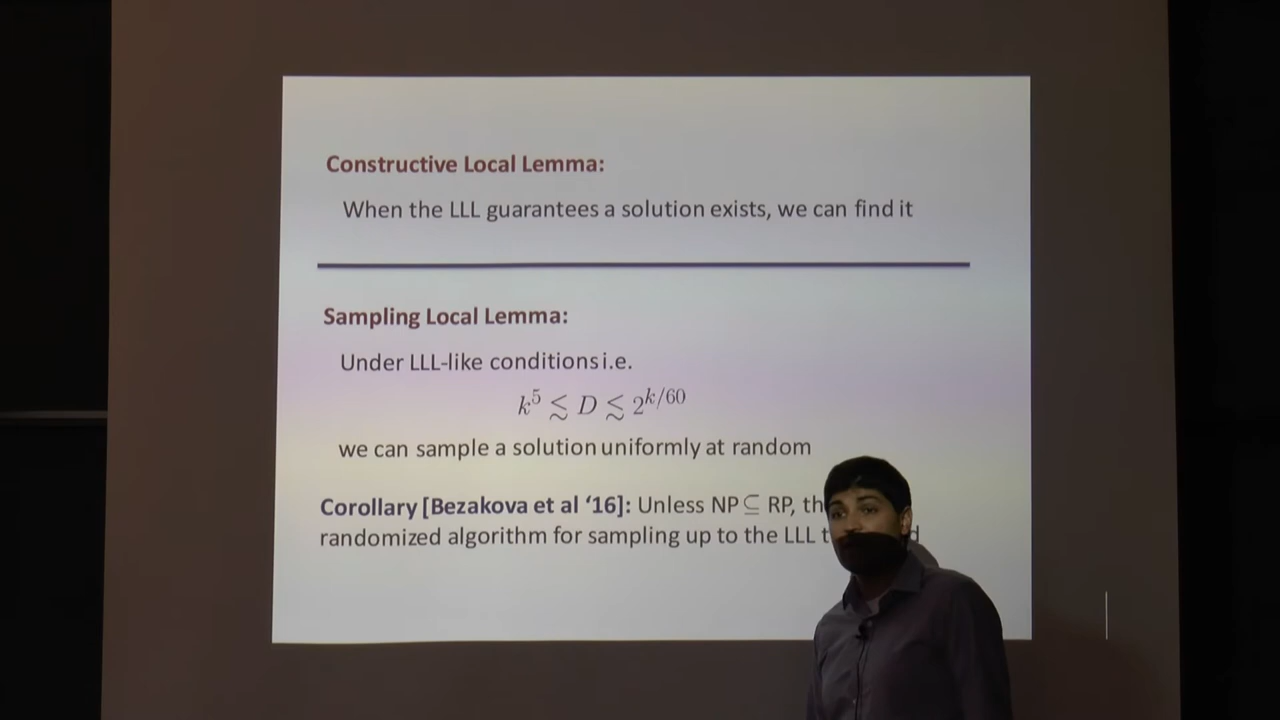 Constructive Local Lemma:
When the LLL guarantees a solution exists, we can find it
Sampling Local Lemma:
Under LLL-like conditions i.e.
k^5 ≲ D ≲ 2^{k/60}
we can sample a solution uniformly at random
Corollary [Bezakova et al ‘16]: Unless NP ⊆ RP,
randomized algorithm for sampling up to the LLL